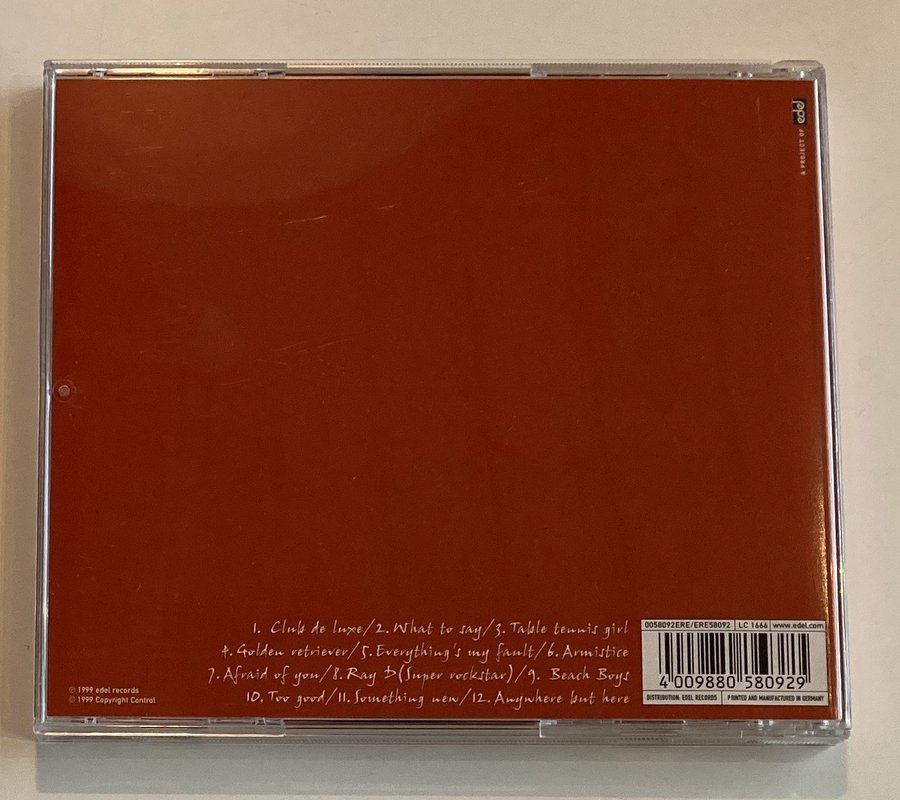 A PROJECT OF edel
1. Club de luxe/2. What to say/3. Table tennis girl
4. Golden retriever/5. Everything's my fault/6. Armistice
7. Afraid of you/8. Ray D(Super rockstar)/9. Beach Boys
10. Too good/11. Something new/12. Anywhere but here
℗ 1999 edel records
© 1999 Copyright Control
0058092ERE/ERE58092 LC 1666 www.edel.com
4 009880 580929
DISTRIBUTION: EDEL RECORDS PRINTED AND MANUFACTURED IN GERMANY